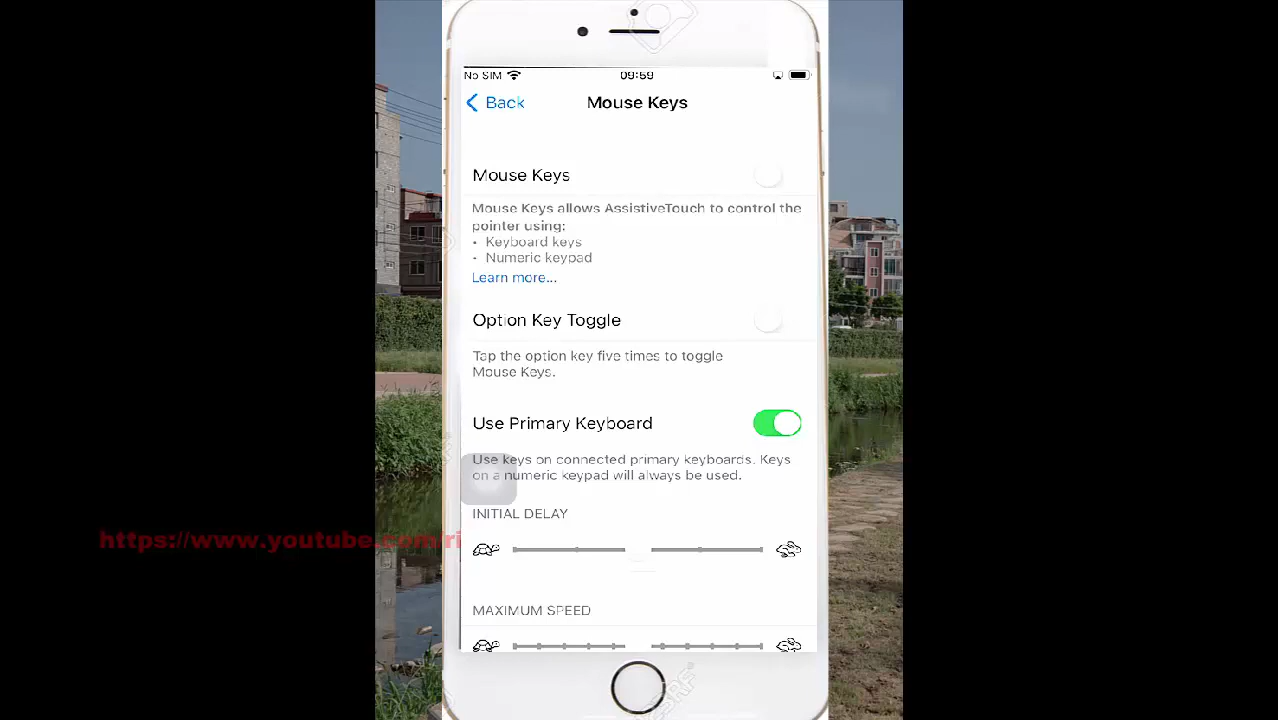 No SIM 09:59
Back Mouse Keys
Mouse Keys
Mouse Keys allows AssistiveTouch to control the
pointer using:
• Keyboard keys
• Numeric keypad
Learn more...
Option Key Toggle
Tap the option key five times to toggle
Mouse Keys.
Use Primary Keyboard
Use keys on connected primary keyboards. Keys
on a numeric keypad will always be used.
INITIAL DELAY
https://www.youtube.com/ri
MAXIMUM SPEED